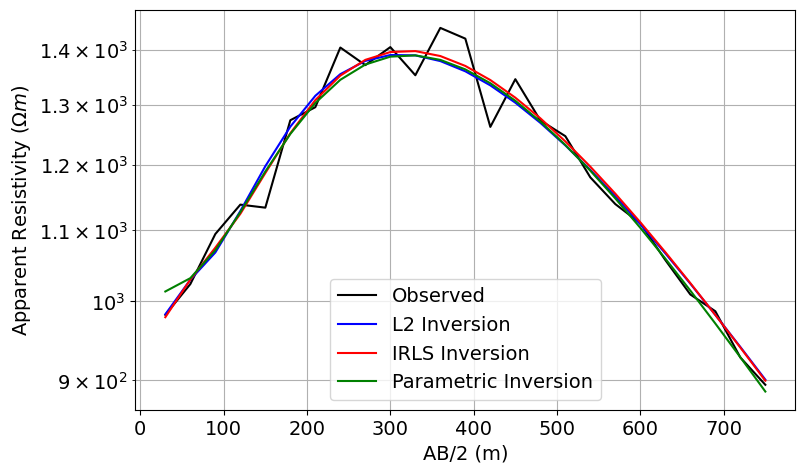 Apparent Resistivity (Ωm)
1.4 × 10³
1.3 × 10³
1.2 × 10³
1.1 × 10³
10³
9 × 10²
Observed
L2 Inversion
IRLS Inversion
Parametric Inversion
0 100 200 300 400 500 600 700
AB/2 (m)